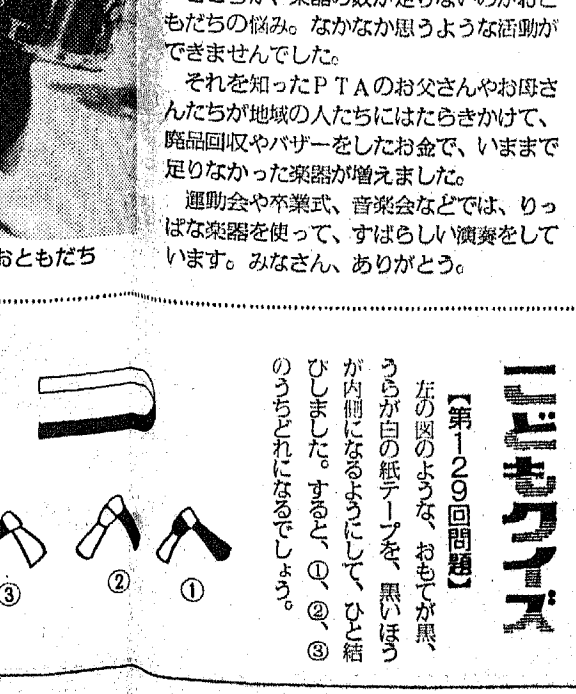 もだちの悩み。なかなか思うような活動が
できませんでした。
それを知ったPTAのお父さんやお母さ
んたちが地域の人たちにはたらきかけて、
廃品回収やバザーをしたお金で、いままで
足りなかった楽器が増えました。
運動会や卒業式、音楽会などでは、りっ
ぱな楽器を使って、すばらしい演奏をして
います。みなさん、ありがとう。
おともだち
こどもクイズ
【第129回問題】
左の図のような、おもてが黒、
うらが白の紙テープを、黒いほう
が内側になるようにして、ひと結
びしました。すると、①、②、③
のうちどれになるでしょう。
①
②
③